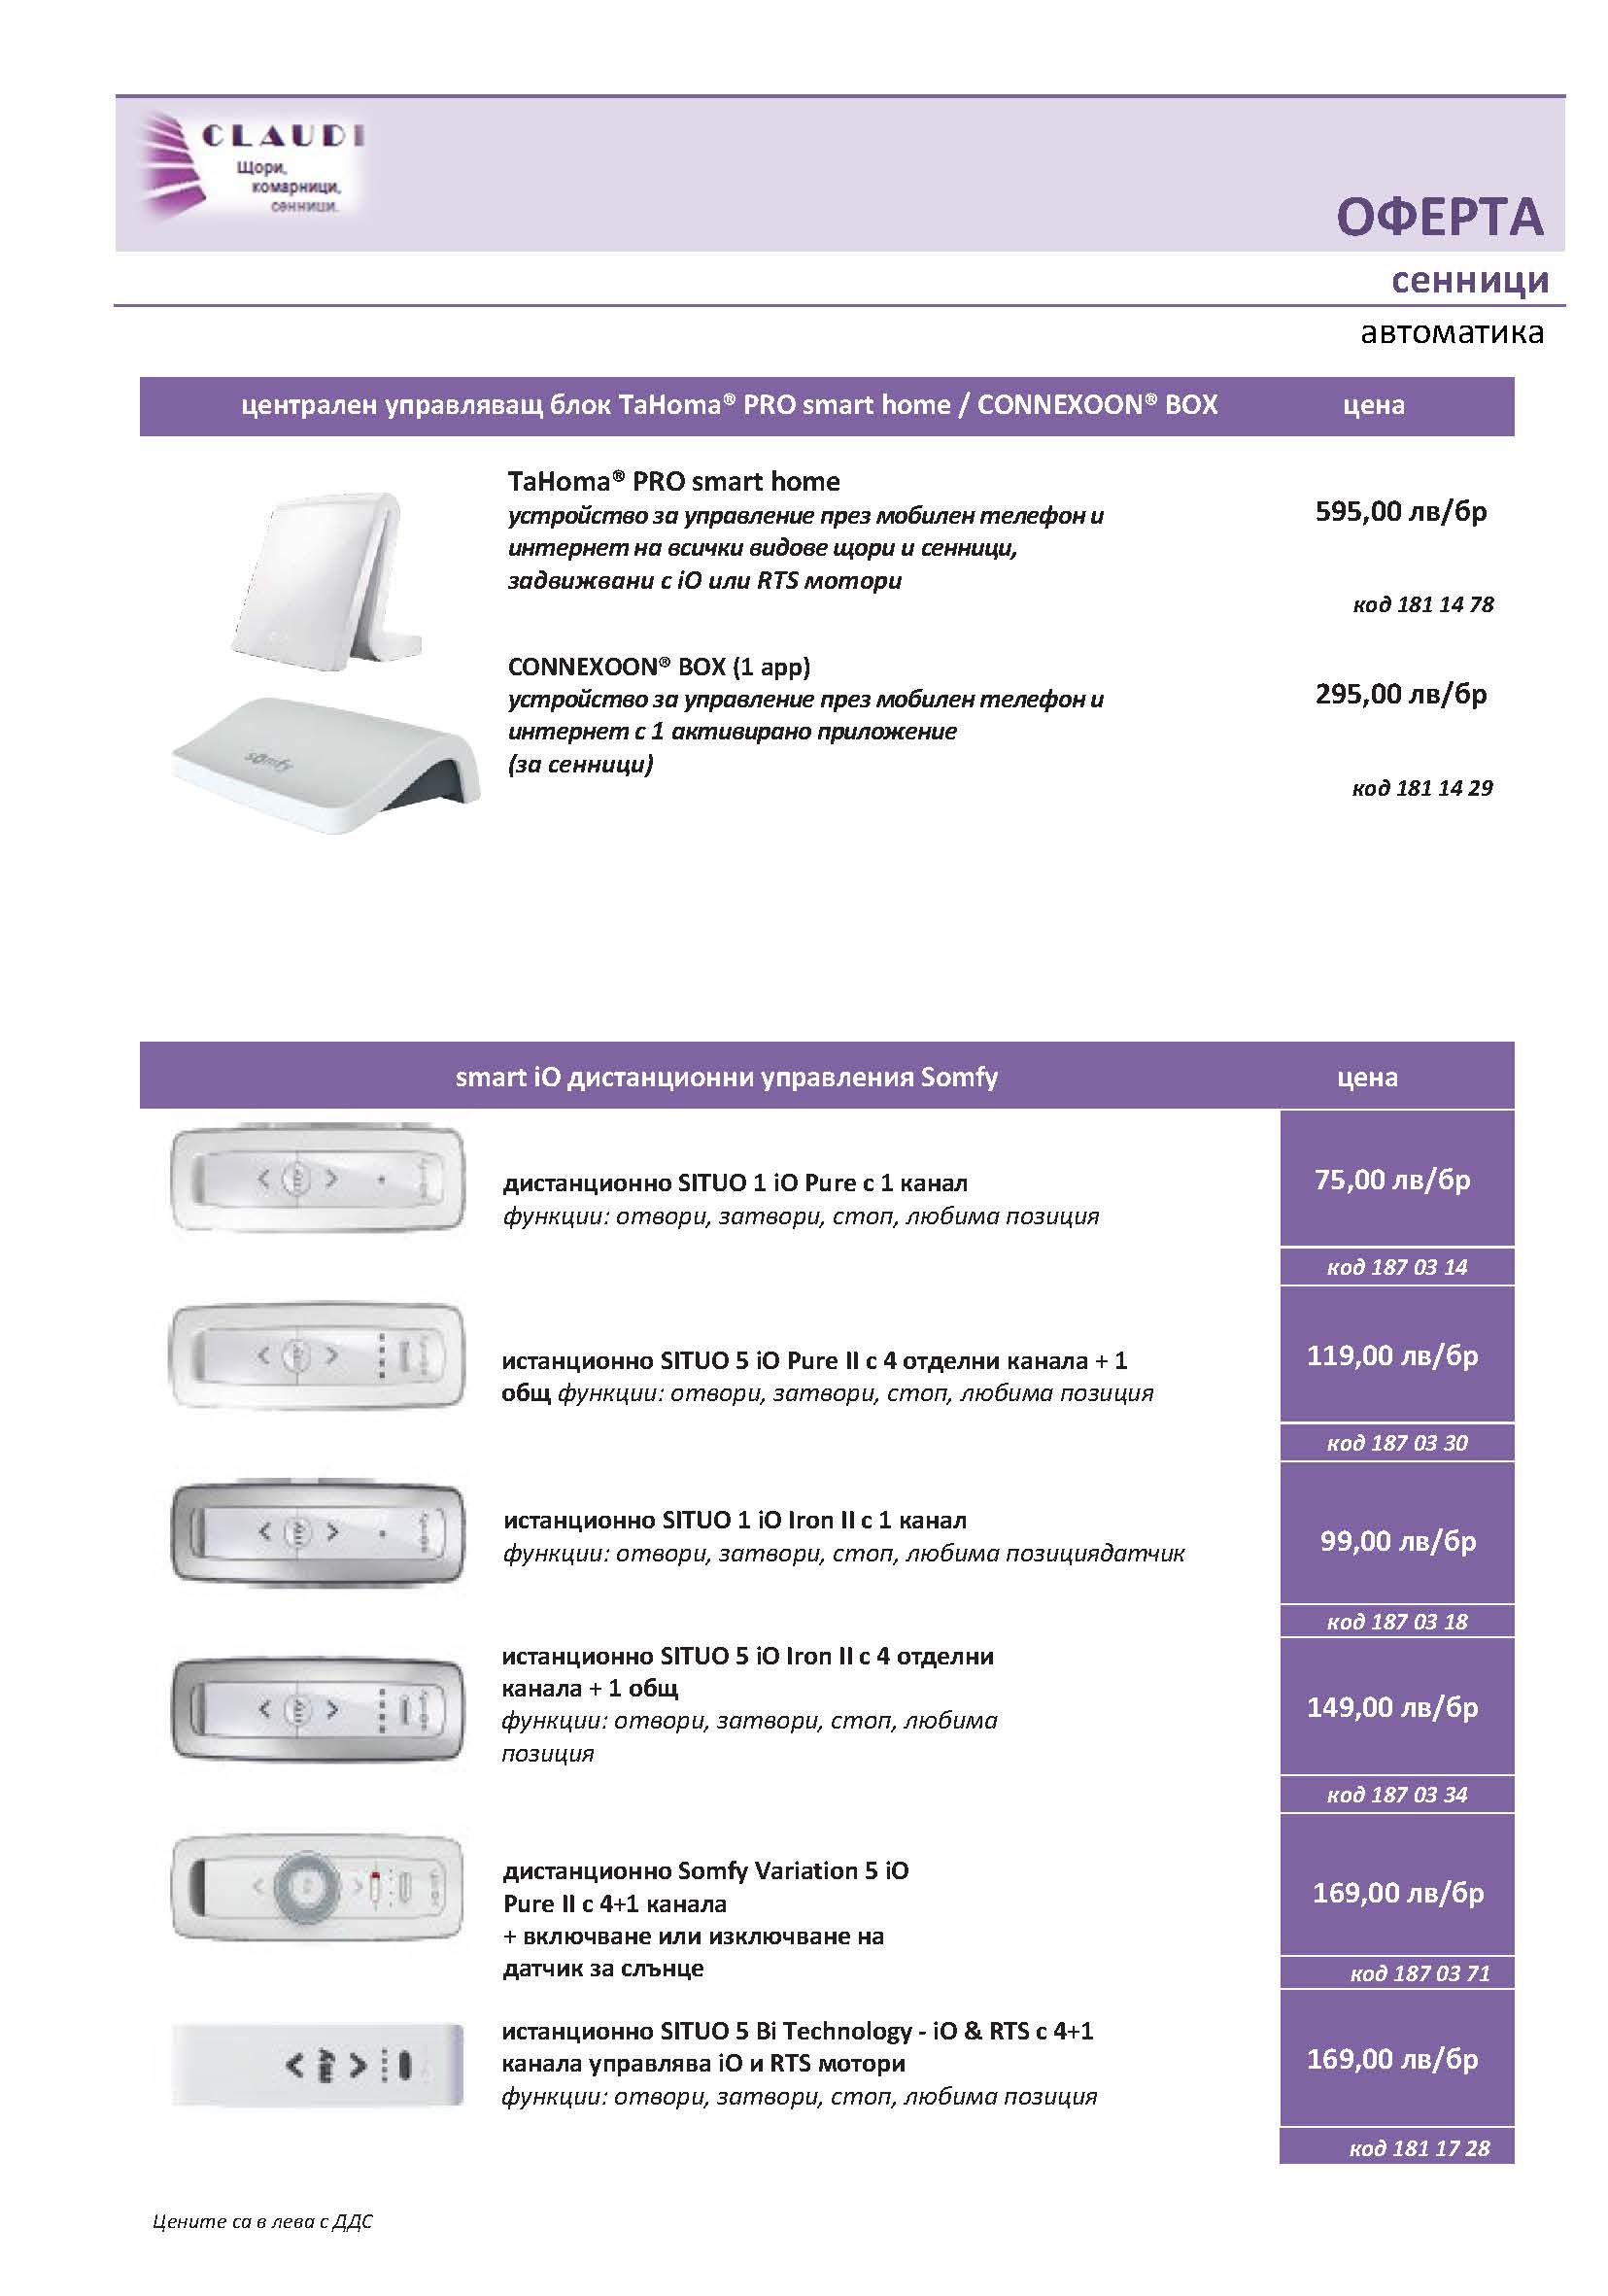 CLAUDI
Щори,
комарници,
сенници.
ОФЕРТА
сенници
автоматика
централен управляващ блок TaHoma® PRO smart home / CONNEXOON® BOX цена
TaHoma® PRO smart home
устройство за управление през мобилен телефон и
интернет на всички видове щори и сенници,
задвижвани с iO или RTS мотори
595,00 лв/бр
код 181 14 78
CONNEXOON® BOX (1 app)
устройство за управление през мобилен телефон и
интернет с 1 активирано приложение
(за сенници)
295,00 лв/бр
код 181 14 29
somfy
smart iO дистанционни управления Somfy цена
дистанционно SITUO 1 iO Pure с 1 канал
функции: отвори, затвори, стоп, любима позиция
75,00 лв/бр
код 187 03 14
истанционно SITUO 5 iO Pure II с 4 отделни канала + 1
общ функции: отвори, затвори, стоп, любима позиция
119,00 лв/бр
код 187 03 30
истанционно SITUO 1 iO Iron II с 1 канал
функции: отвори, затвори, стоп, любима позициядатчик
99,00 лв/бр
код 187 03 18
истанционно SITUO 5 iO Iron II с 4 отделни
канала + 1 общ
функции: отвори, затвори, стоп, любима
позиция
149,00 лв/бр
код 187 03 34
дистанционно Somfy Variation 5 iO
Pure II с 4+1 канала
+ включване или изключване на
датчик за слънце
169,00 лв/бр
код 187 03 71
my
истанционно SITUO 5 Bi Technology - iO & RTS с 4+1
канала управлява iO и RTS мотори
функции: отвори, затвори, стоп, любима позиция
169,00 лв/бр
код 181 17 28
Цените са в лева с ДДС